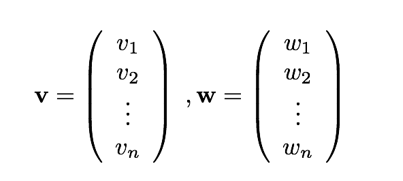 v = ( v₁ v₂ ⋮ vₙ ) , w = ( w₁ w₂ ⋮ wₙ )